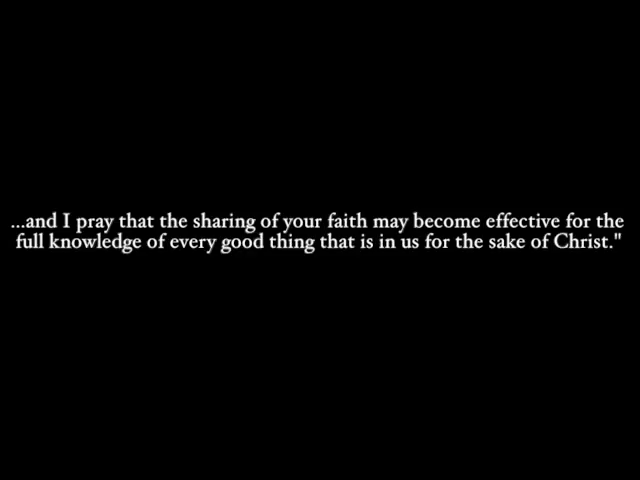 ...and I pray that the sharing of your faith may become effective for the
full knowledge of every good thing that is in us for the sake of Christ."